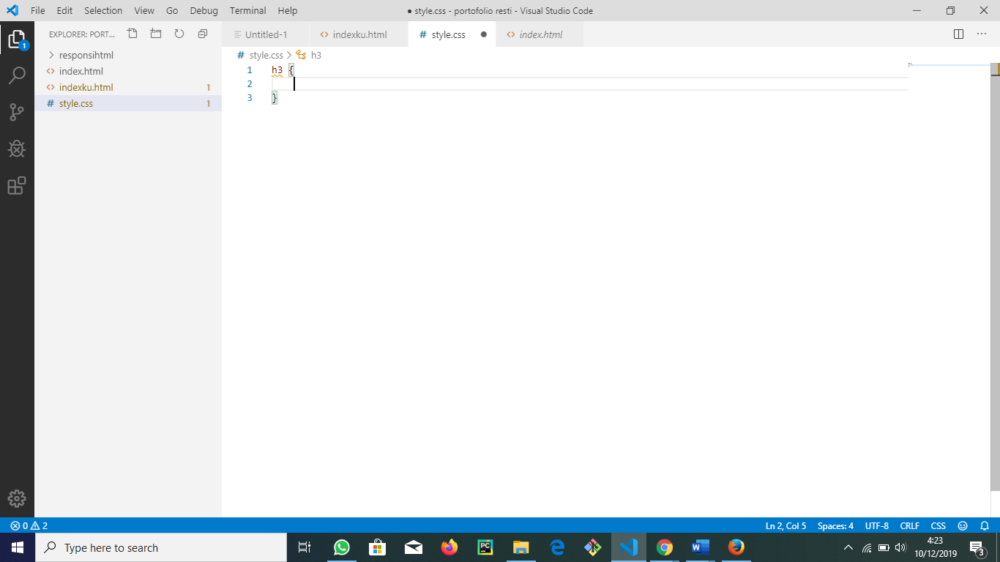 File Edit Selection View Go Debug Terminal Help
● style.css - portofolio resti - Visual Studio Code
EXPLORER: PORT...
Untitled-1
indexku.html
style.css
index.html
1
responsihtml
index.html
indexku.html 1
style.css 1
style.css > h3
1 h3 {
2
3 }
0 2
Ln 2, Col 5 Spaces: 4 UTF-8 CRLF CSS
Type here to search
PC
W
4:23
10/12/2019
3